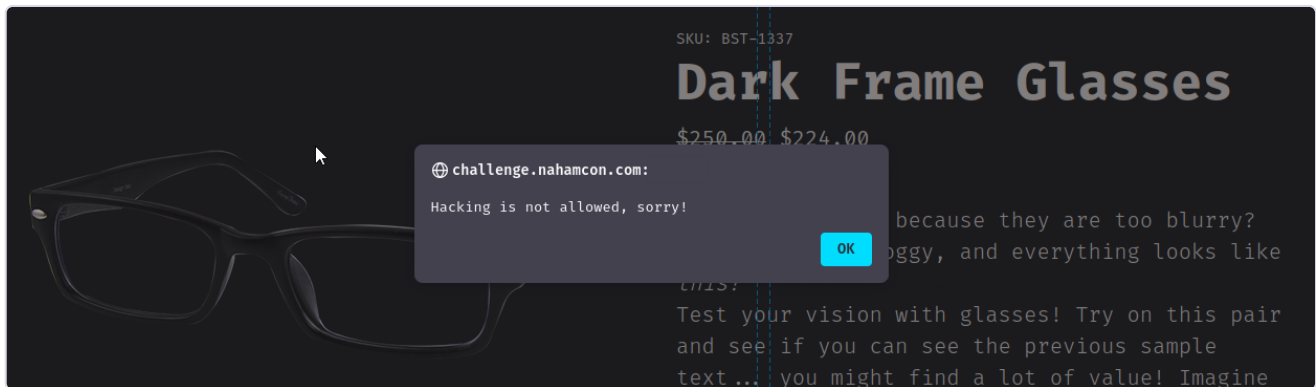 SKU: BST-1337
Dark Frame Glasses
$250.00 $224.00
challenge.nahamcon.com:
Hacking is not allowed, sorry!
OK
because they are too blurry?
oggy, and everything looks like
this?
Test your vision with glasses! Try on this pair
and see if you can see the previous sample
text... you might find a lot of value! Imagine